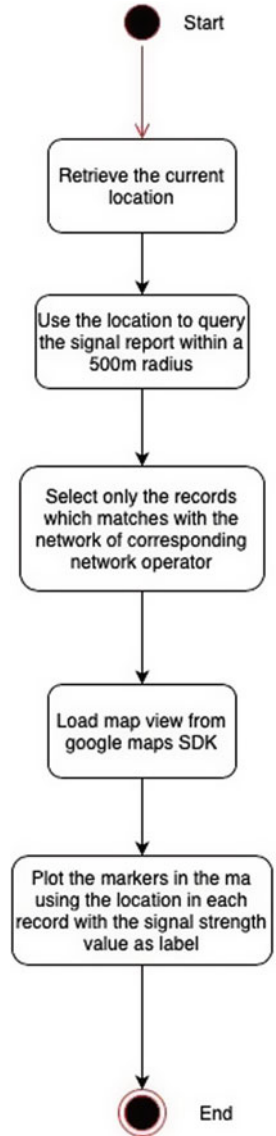 Start
Retrieve the current
location
Use the location to query
the signal report within a
500m radius
Select only the records
which matches with the
network of corresponding
network operator
Load map view from
google maps SDK
Plot the markers in the ma
using the location in each
record with the signal strength
value as label
End